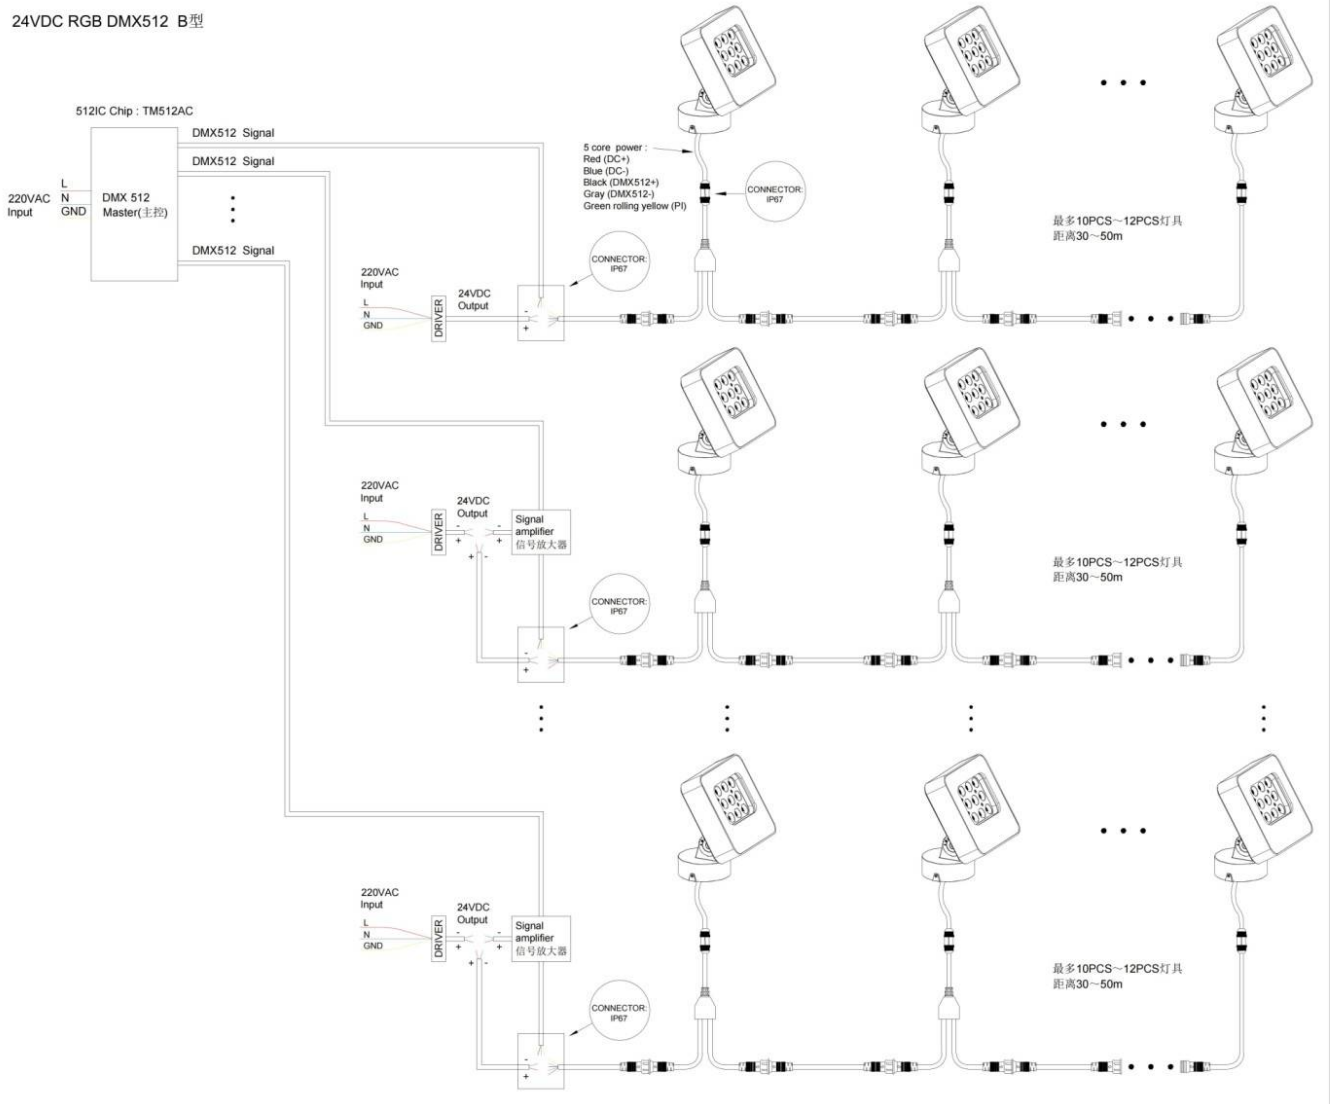 24VDC RGB DMX512 B型
512IC Chip : TM512AC
DMX512 Signal
DMX512 Signal
DMX512 Signal
220VAC
Input
L
N
GND
DMX 512
Master(主控)
5 core power :
Red (DC+)
Blue (DC-)
Black (DMX512+)
Gray (DMX512-)
Green rolling yellow (PI)
CONNECTOR:
IP67
最多10PCS～12PCS灯具
距离30～50m
CONNECTOR:
IP67
220VAC
Input
L
N
GND
DRIVER
24VDC
Output
-
+
220VAC
Input
L
N
GND
DRIVER
24VDC
Output
- -
+ +
+ -
Signal
amplifier
信号放大器
CONNECTOR:
IP67
-
+
最多10PCS～12PCS灯具
距离30～50m
220VAC
Input
L
N
GND
DRIVER
24VDC
Output
- -
+ +
+ -
Signal
amplifier
信号放大器
CONNECTOR:
IP67
-
+
最多10PCS～12PCS灯具
距离30～50m